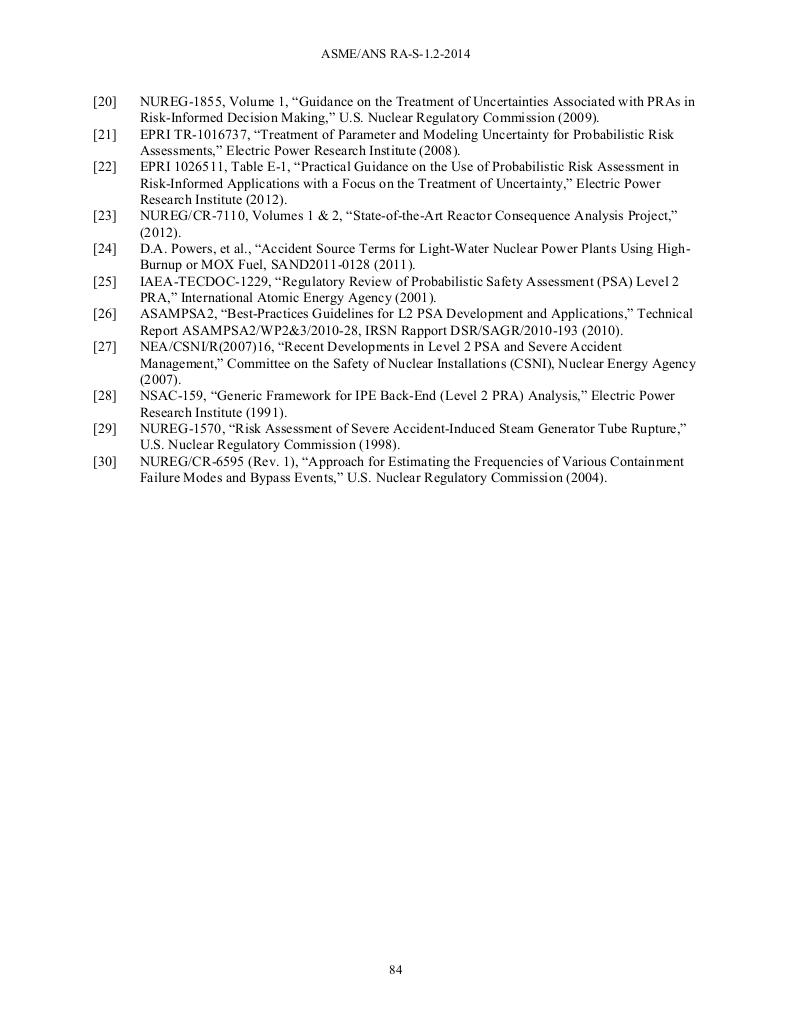 ASME/ANS RA-S-1.2-2014
[20] NUREG-1855, Volume 1, “Guidance on the Treatment of Uncertainties Associated with PRAs in
Risk-Informed Decision Making,” U.S. Nuclear Regulatory Commission (2009).
[21] EPRI TR-1016737, “Treatment of Parameter and Modeling Uncertainty for Probabilistic Risk
Assessments,” Electric Power Research Institute (2008).
[22] EPRI 1026511, Table E-1, “Practical Guidance on the Use of Probabilistic Risk Assessment in
Risk-Informed Applications with a Focus on the Treatment of Uncertainty,” Electric Power
Research Institute (2012).
[23] NUREG/CR-7110, Volumes 1 & 2, “State-of-the-Art Reactor Consequence Analysis Project,”
(2012).
[24] D.A. Powers, et al., “Accident Source Terms for Light-Water Nuclear Power Plants Using High-
Burnup or MOX Fuel, SAND2011-0128 (2011).
[25] IAEA-TECDOC-1229, “Regulatory Review of Probabilistic Safety Assessment (PSA) Level 2
PRA,” International Atomic Energy Agency (2001).
[26] ASAMPSA2, “Best-Practices Guidelines for L2 PSA Development and Applications,” Technical
Report ASAMPSA2/WP2&3/2010-28, IRSN Rapport DSR/SAGR/2010-193 (2010).
[27] NEA/CSNI/R(2007)16, “Recent Developments in Level 2 PSA and Severe Accident
Management,” Committee on the Safety of Nuclear Installations (CSNI), Nuclear Energy Agency
(2007).
[28] NSAC-159, “Generic Framework for IPE Back-End (Level 2 PRA) Analysis,” Electric Power
Research Institute (1991).
[29] NUREG-1570, “Risk Assessment of Severe Accident-Induced Steam Generator Tube Rupture,”
U.S. Nuclear Regulatory Commission (1998).
[30] NUREG/CR-6595 (Rev. 1), “Approach for Estimating the Frequencies of Various Containment
Failure Modes and Bypass Events,” U.S. Nuclear Regulatory Commission (2004).
84